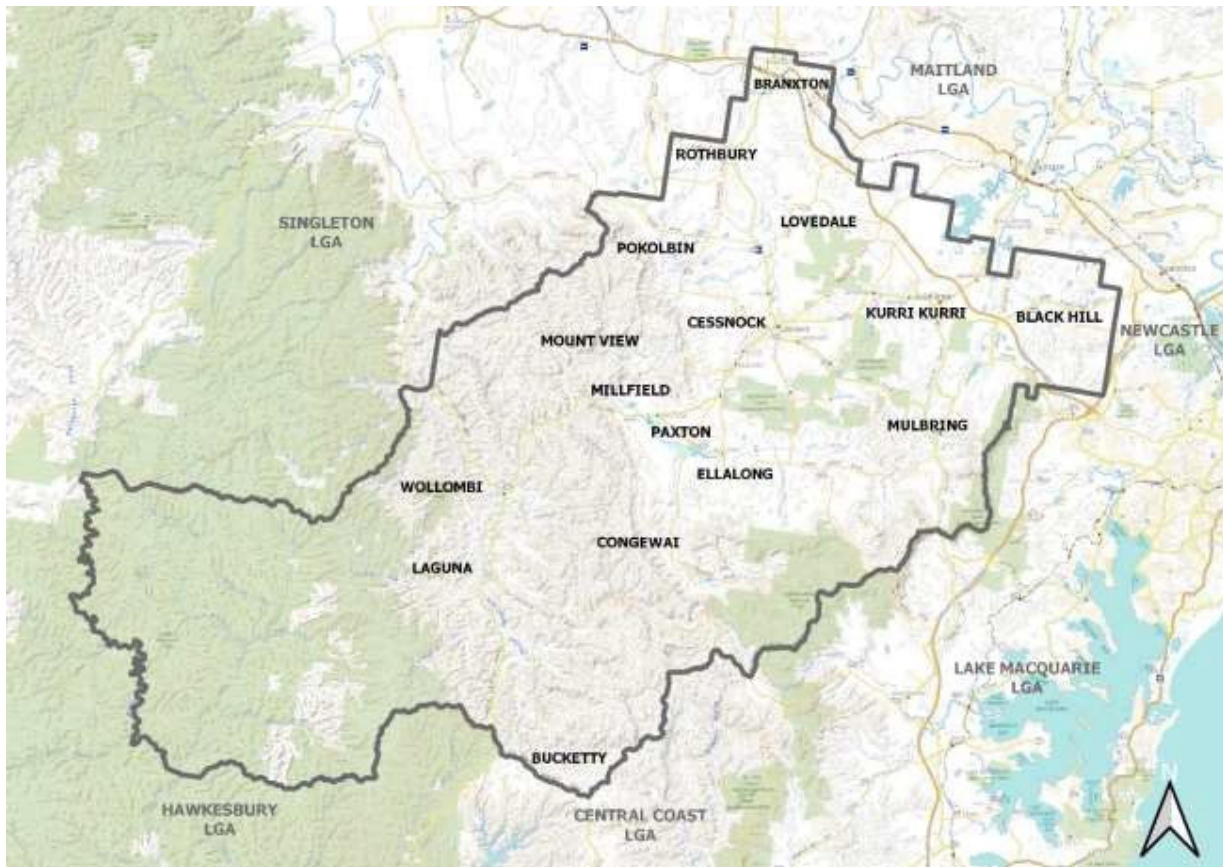 MAITLAND
LGA
BRANXTON
ROTHBURY
SINGLETON
LGA
LOVEDALE
POKOLBIN
CESSNOCK
KURRI KURRI
BLACK HILL
NEWCASTLE
LGA
MOUNT VIEW
MILLFIELD
PAXTON
MULBRING
ELLALONG
WOLLOMBI
CONGEWAI
LAGUNA
LAKE MACQUARIE
LGA
BUCKETTY
HAWKESBURY
LGA
CENTRAL COAST
LGA
N